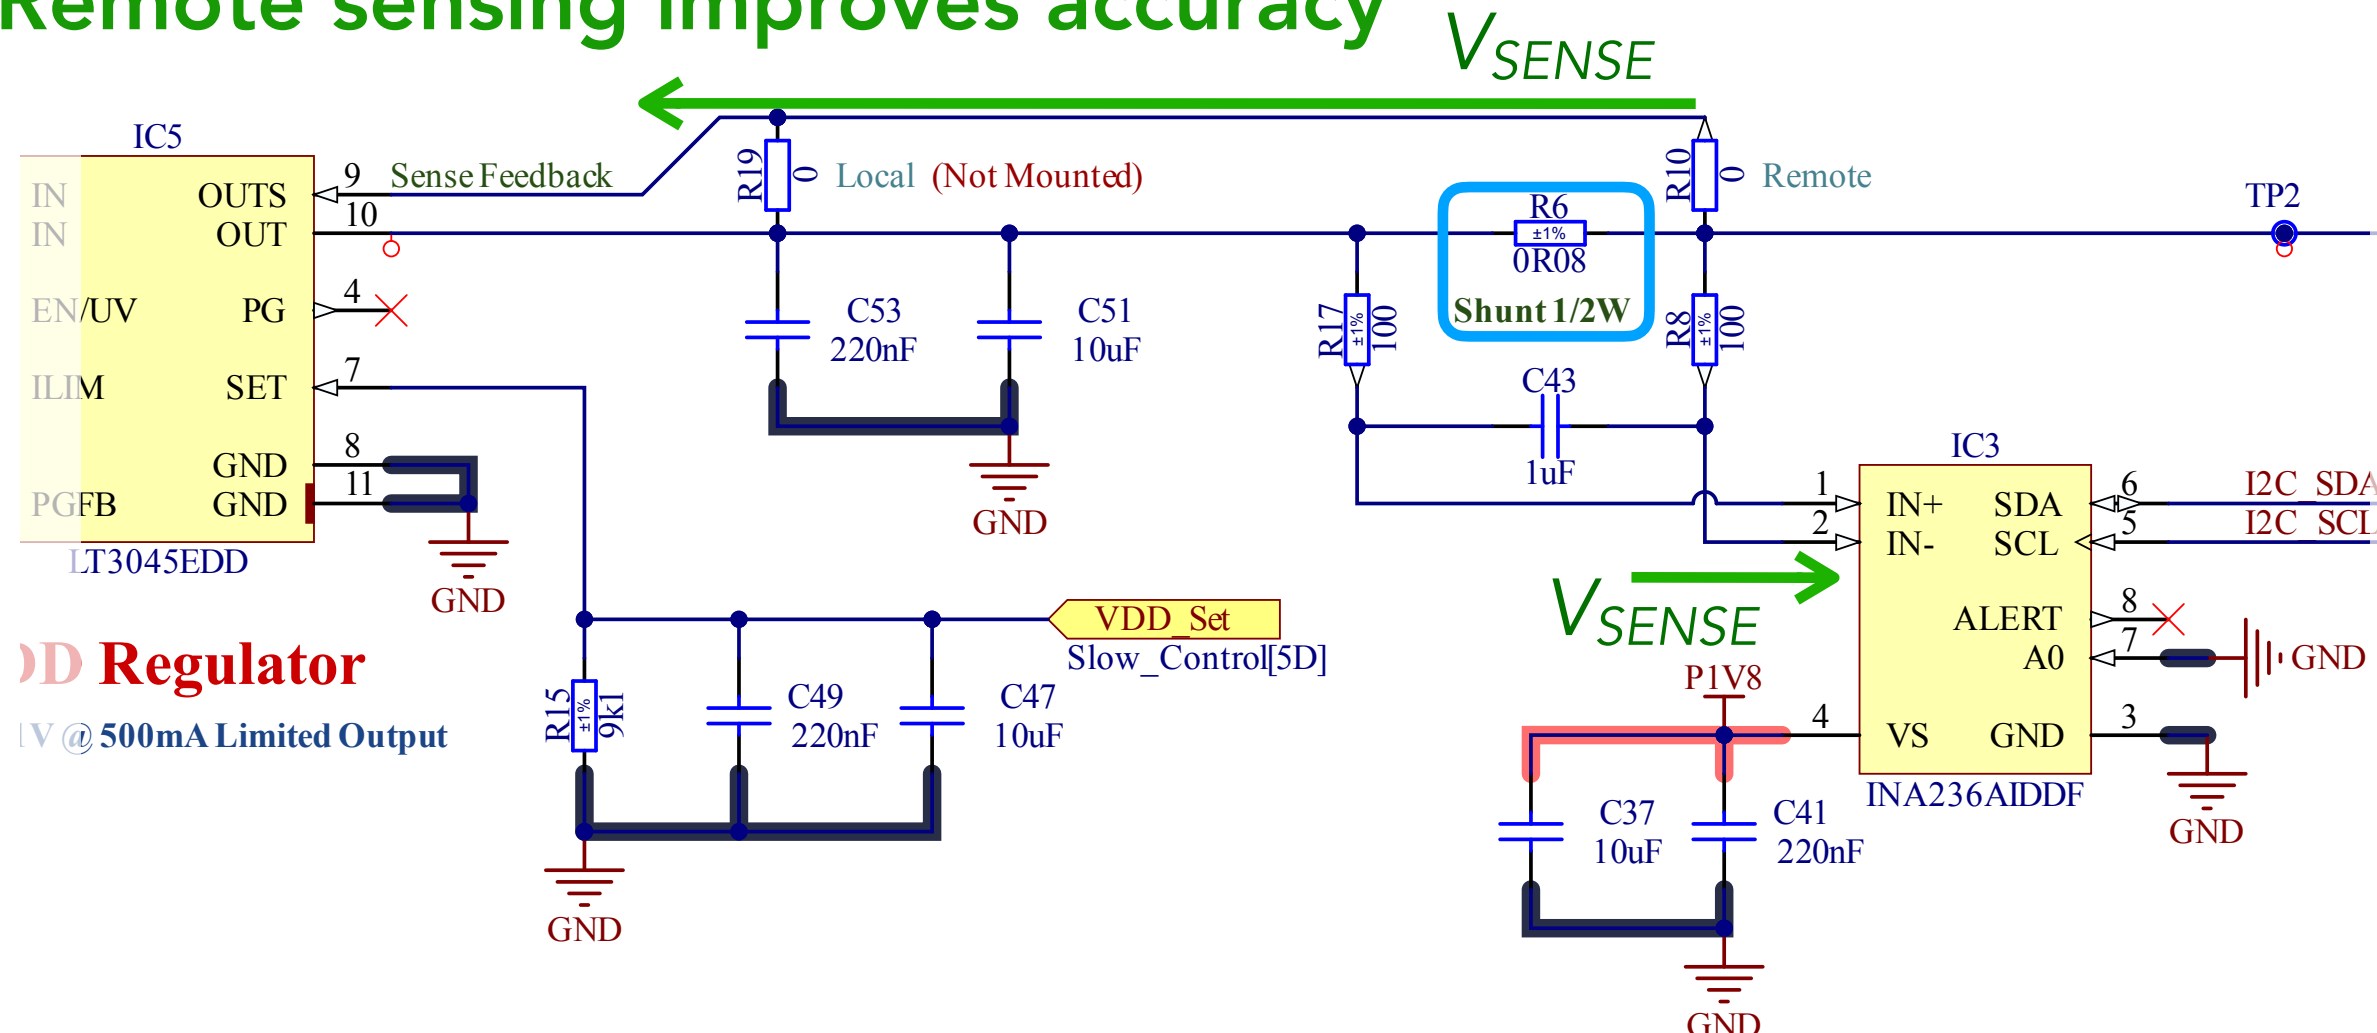 Remote sensing improves accuracy
VSENSE
IC5
IN
OUTS
9
Sense Feedback
R19
0
Local (Not Mounted)
R10
0
Remote
IN
OUT
10
R6
±1%
0R08
Shunt 1/2W
TP2
EN/UV
PG
4
C53
220nF
C51
10uF
R17
±1%
100
R8
±1%
100
ILIM
SET
7
C43
1uF
GND
8
PGFB
GND
11
GND
GND
LT3045EDD
IC3
1
IN+
SDA
6
I2C_SDA
2
IN-
SCL
5
I2C_SCL
VSENSE
ALERT
8
A0
7
GND
VDD_Set
Slow_Control[5D]
DD Regulator
1V @ 500mA Limited Output
R15
±1%
9k1
C49
220nF
C47
10uF
GND
P1V8
4
VS
GND
3
INA236AIDDF
GND
C37
10uF
C41
220nF
GND